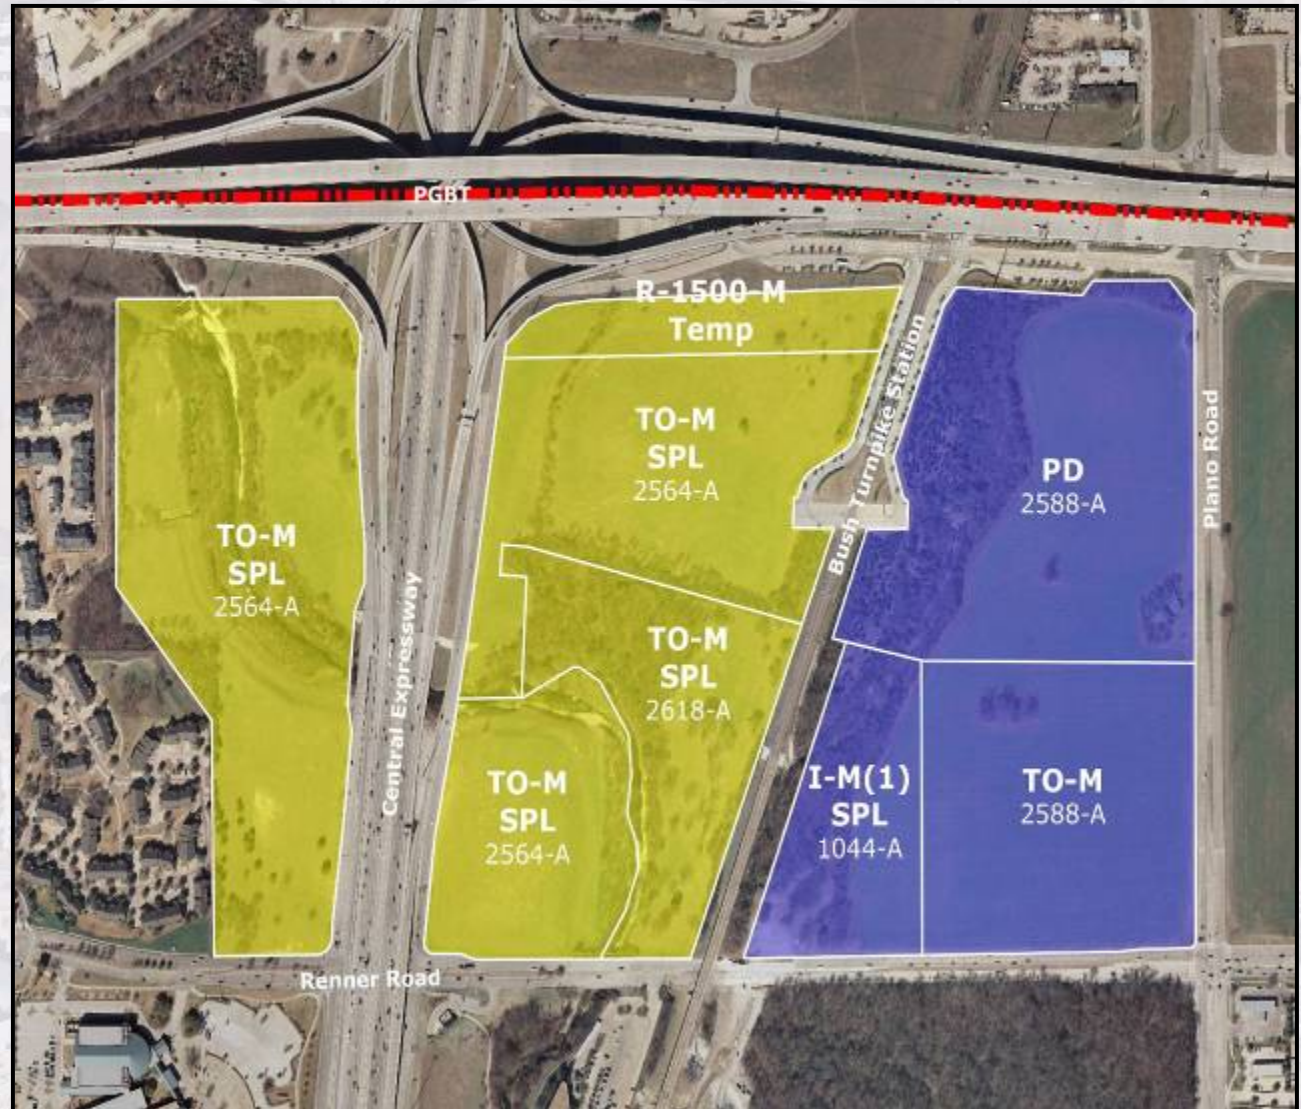 PGBT
R-1500-M
Temp
TO-M
SPL
2564-A
Bush Turnpike Station
PD
2588-A
Plano Road
TO-M
SPL
2564-A
Central Expressway
TO-M
SPL
2618-A
TO-M
SPL
2564-A
I-M(1)
SPL
1044-A
TO-M
2588-A
Renner Road